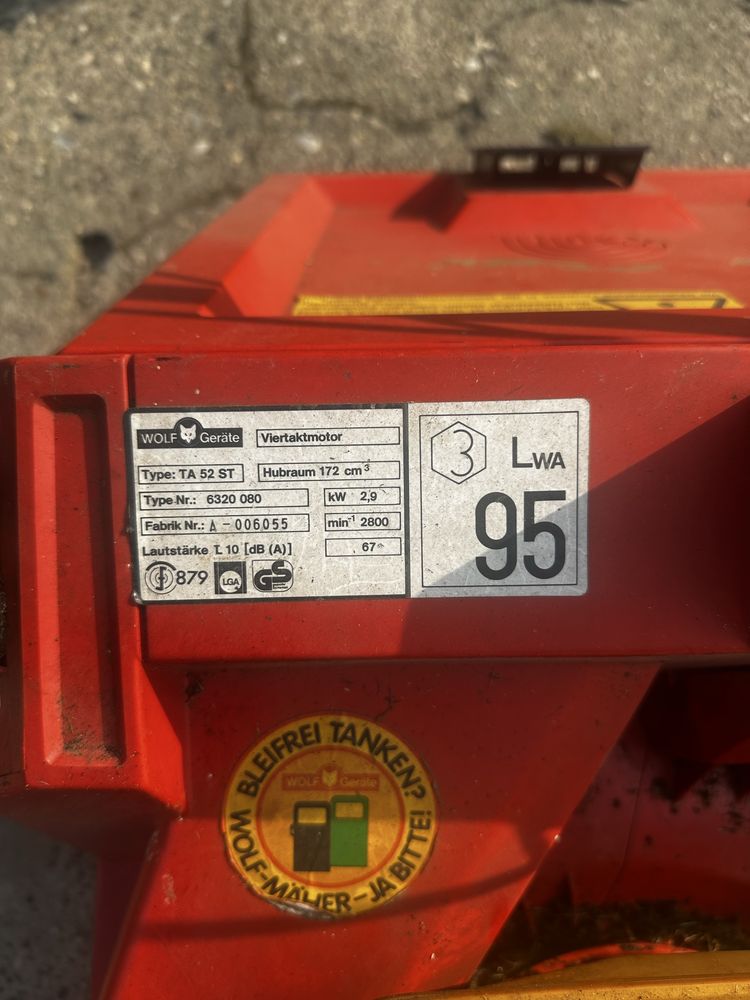 WOLF Geräte
Viertaktmotor
Type: TA 52 ST
Hubraum 172 cm³
Type Nr.: 6320 080
kW 2,9
Fabrik Nr.: A-006055
min⁻¹ 2800
Lautstärke L 10 [dB (A)]
67
879
LGA
GS
3
LWA
95
BLEIFREI TANKEN?
WOLF Geräte
WOLF-MÄHER-JA BITTE!